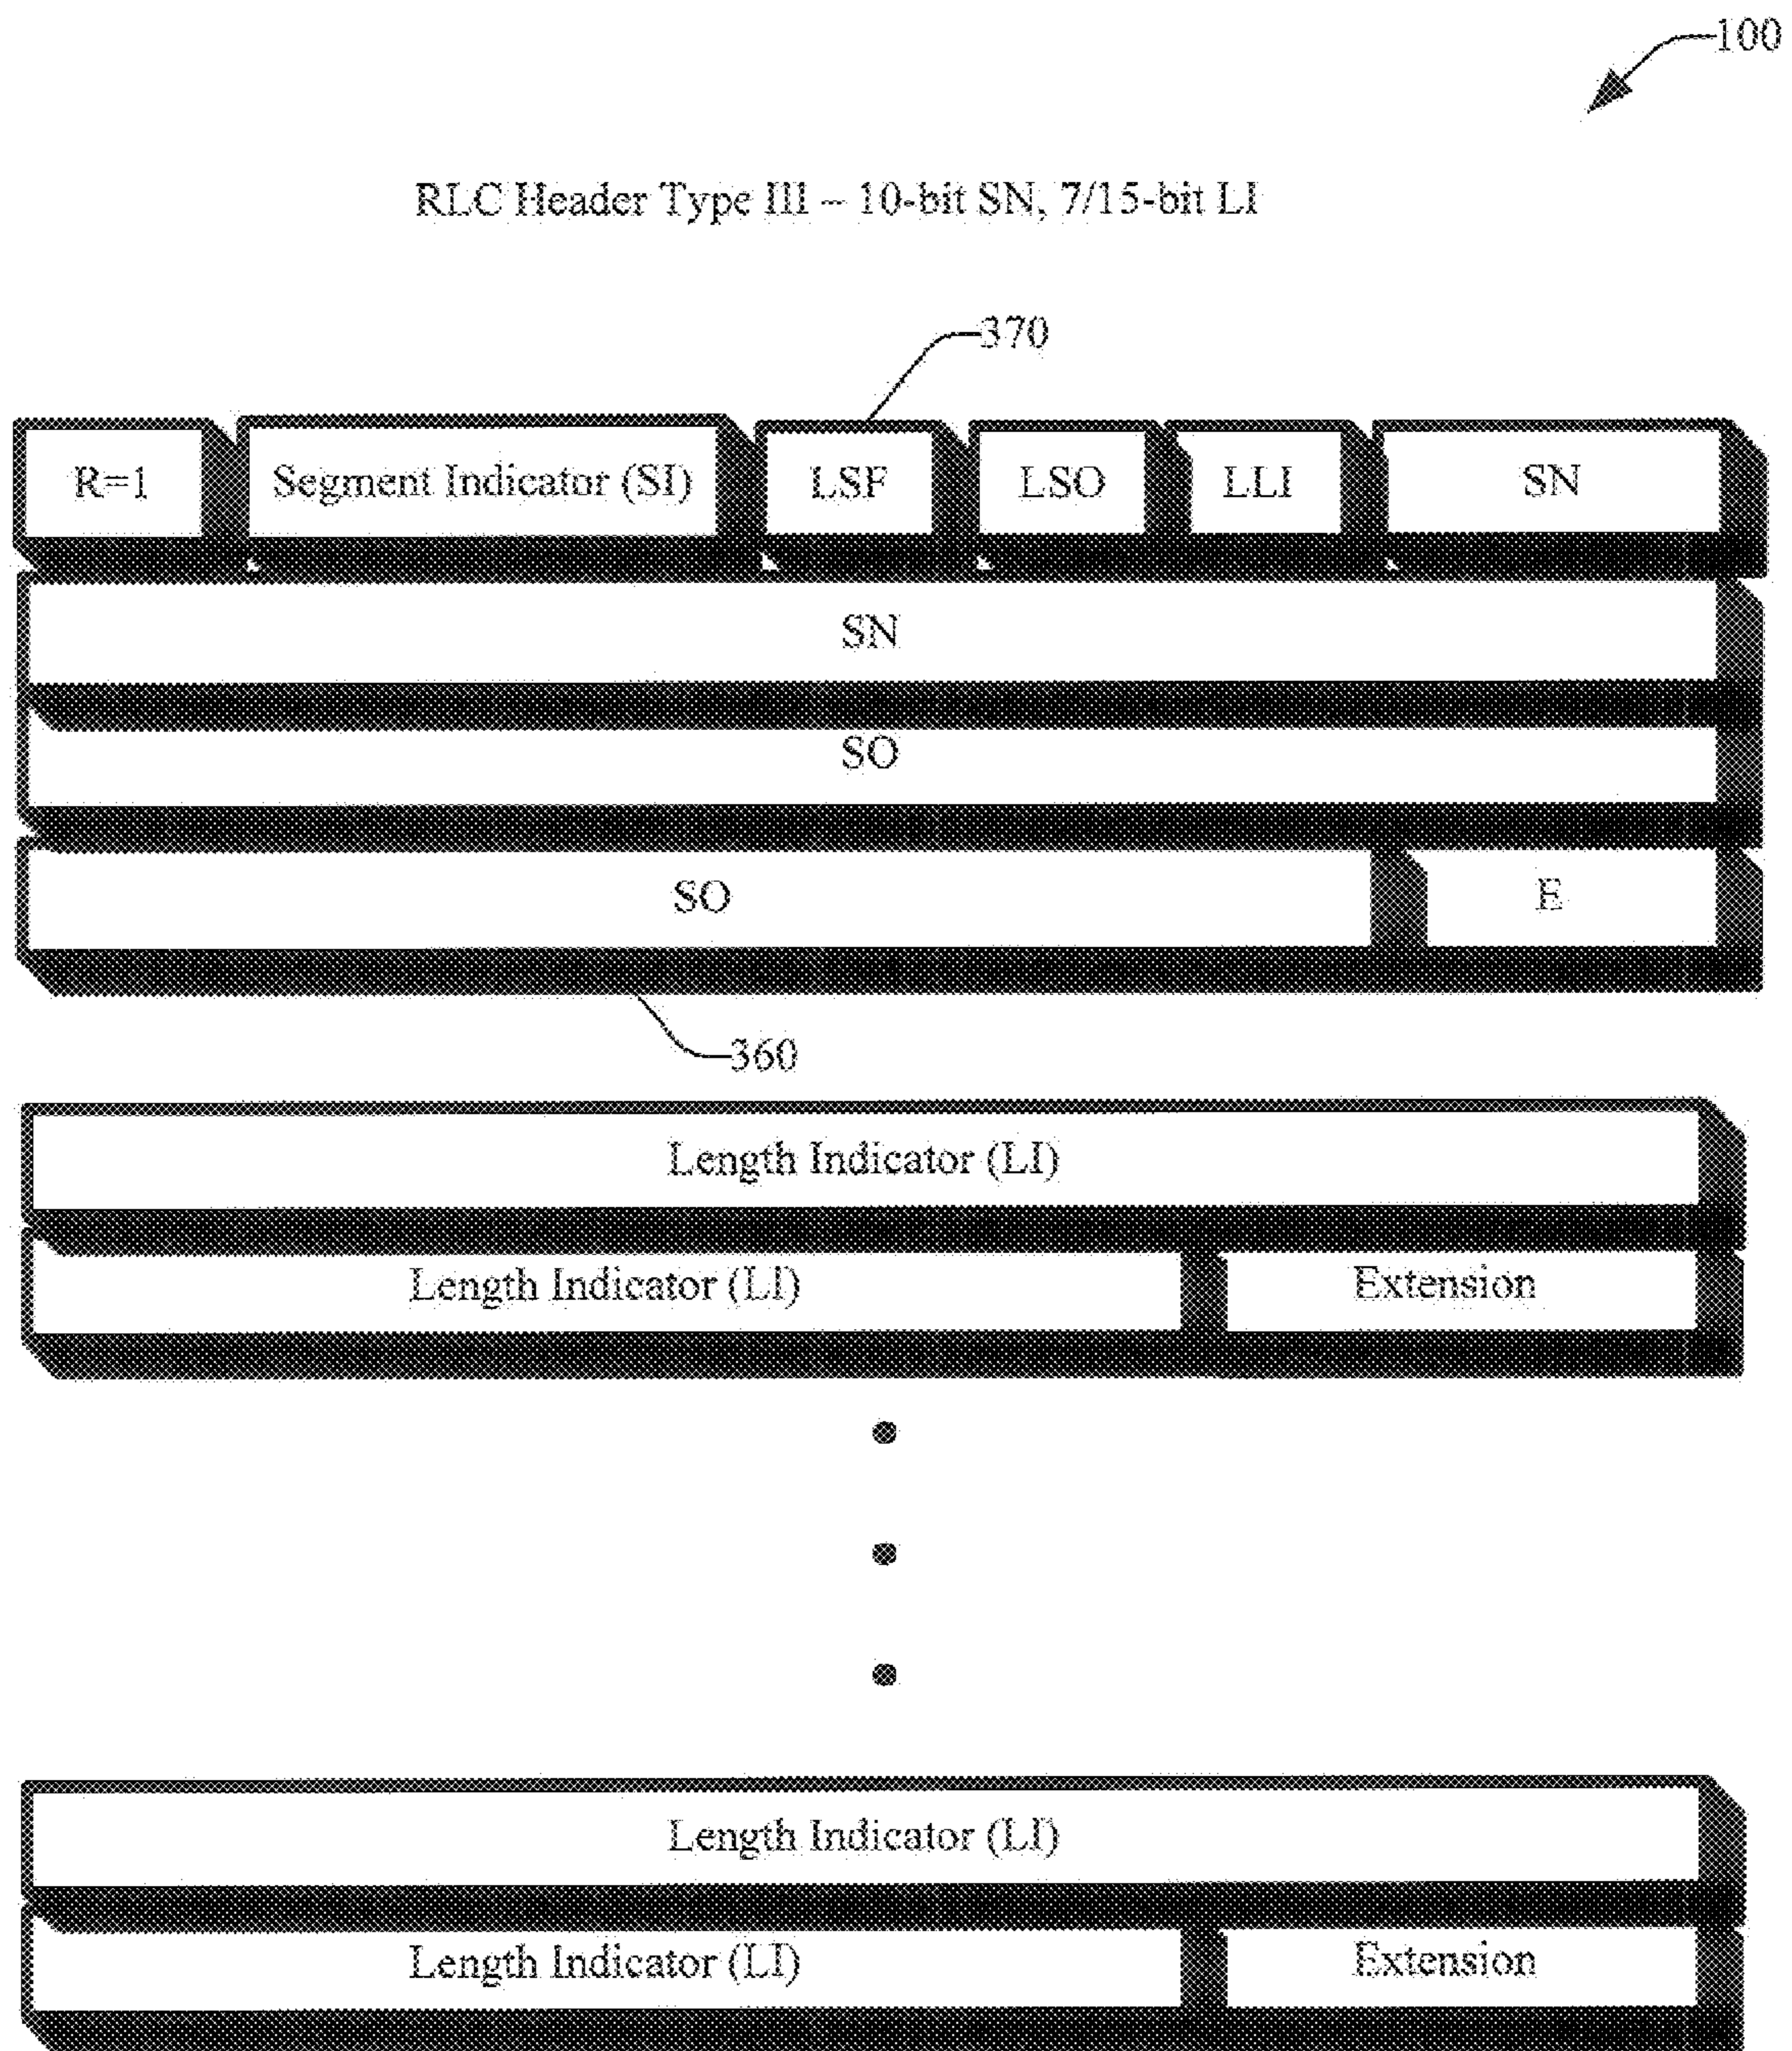 100
RLC Header Type III – 10-bit SN, 7/15-bit LI
370
R=1 Segment Indicator (SI) LSF LSO LLI SN
SN
SO
SO E
360
Length Indicator (LI)
Length Indicator (LI) Extension
Length Indicator (LI)
Length Indicator (LI) Extension